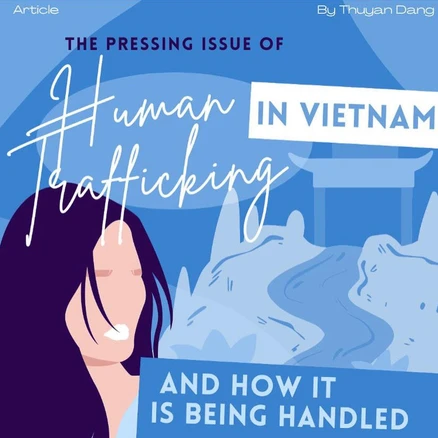 Article
By Thuyan Dang
THE PRESSING ISSUE OF
Human
IN VIETNAM
Trafficking
AND HOW IT
IS BEING HANDLED